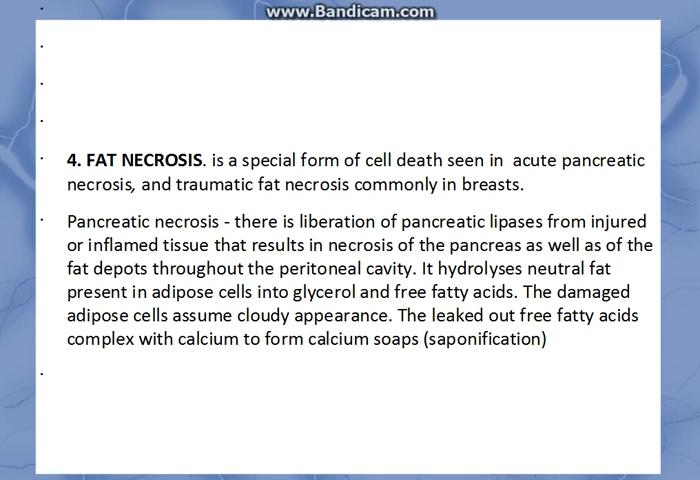 www.Bandicam.com
4. FAT NECROSIS. is a special form of cell death seen in  acute pancreatic
necrosis, and traumatic fat necrosis commonly in breasts.
Pancreatic necrosis - there is liberation of pancreatic lipases from injured
or inflamed tissue that results in necrosis of the pancreas as well as of the
fat depots throughout the peritoneal cavity. It hydrolyses neutral fat
present in adipose cells into glycerol and free fatty acids. The damaged
adipose cells assume cloudy appearance. The leaked out free fatty acids
complex with calcium to form calcium soaps (saponification)